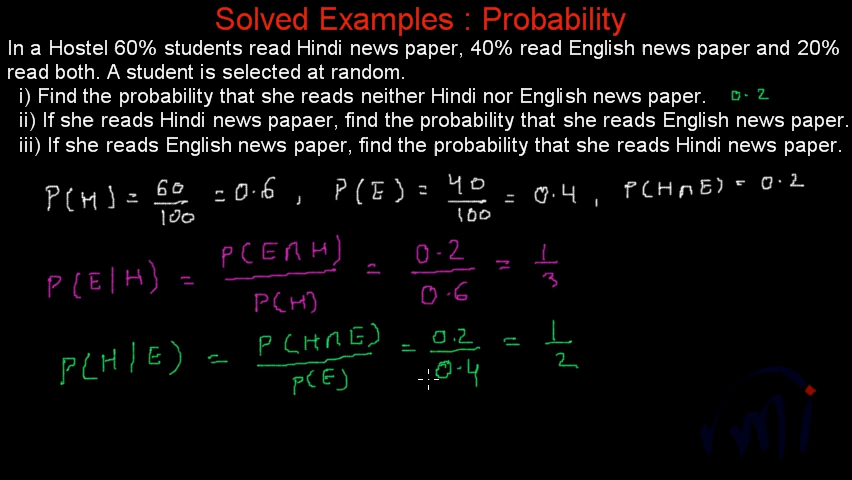 Solved Examples : Probability
In a Hostel 60% students read Hindi news paper, 40% read English news paper and 20%
read both. A student is selected at random.
i) Find the probability that she reads neither Hindi nor English news paper. 0.2
ii) If she reads Hindi news papaer, find the probability that she reads English news paper.
iii) If she reads English news paper, find the probability that she reads Hindi news paper.
P(H) = 60/100 = 0.6 , P(E) = 40/100 = 0.4 , P(H∩E) = 0.2
P(E|H) = P(E∩H)/P(H) = 0.2/0.6 = 1/3
P(H|E) = P(H∩E)/P(E) = 0.2/0.4 = 1/2
vmi